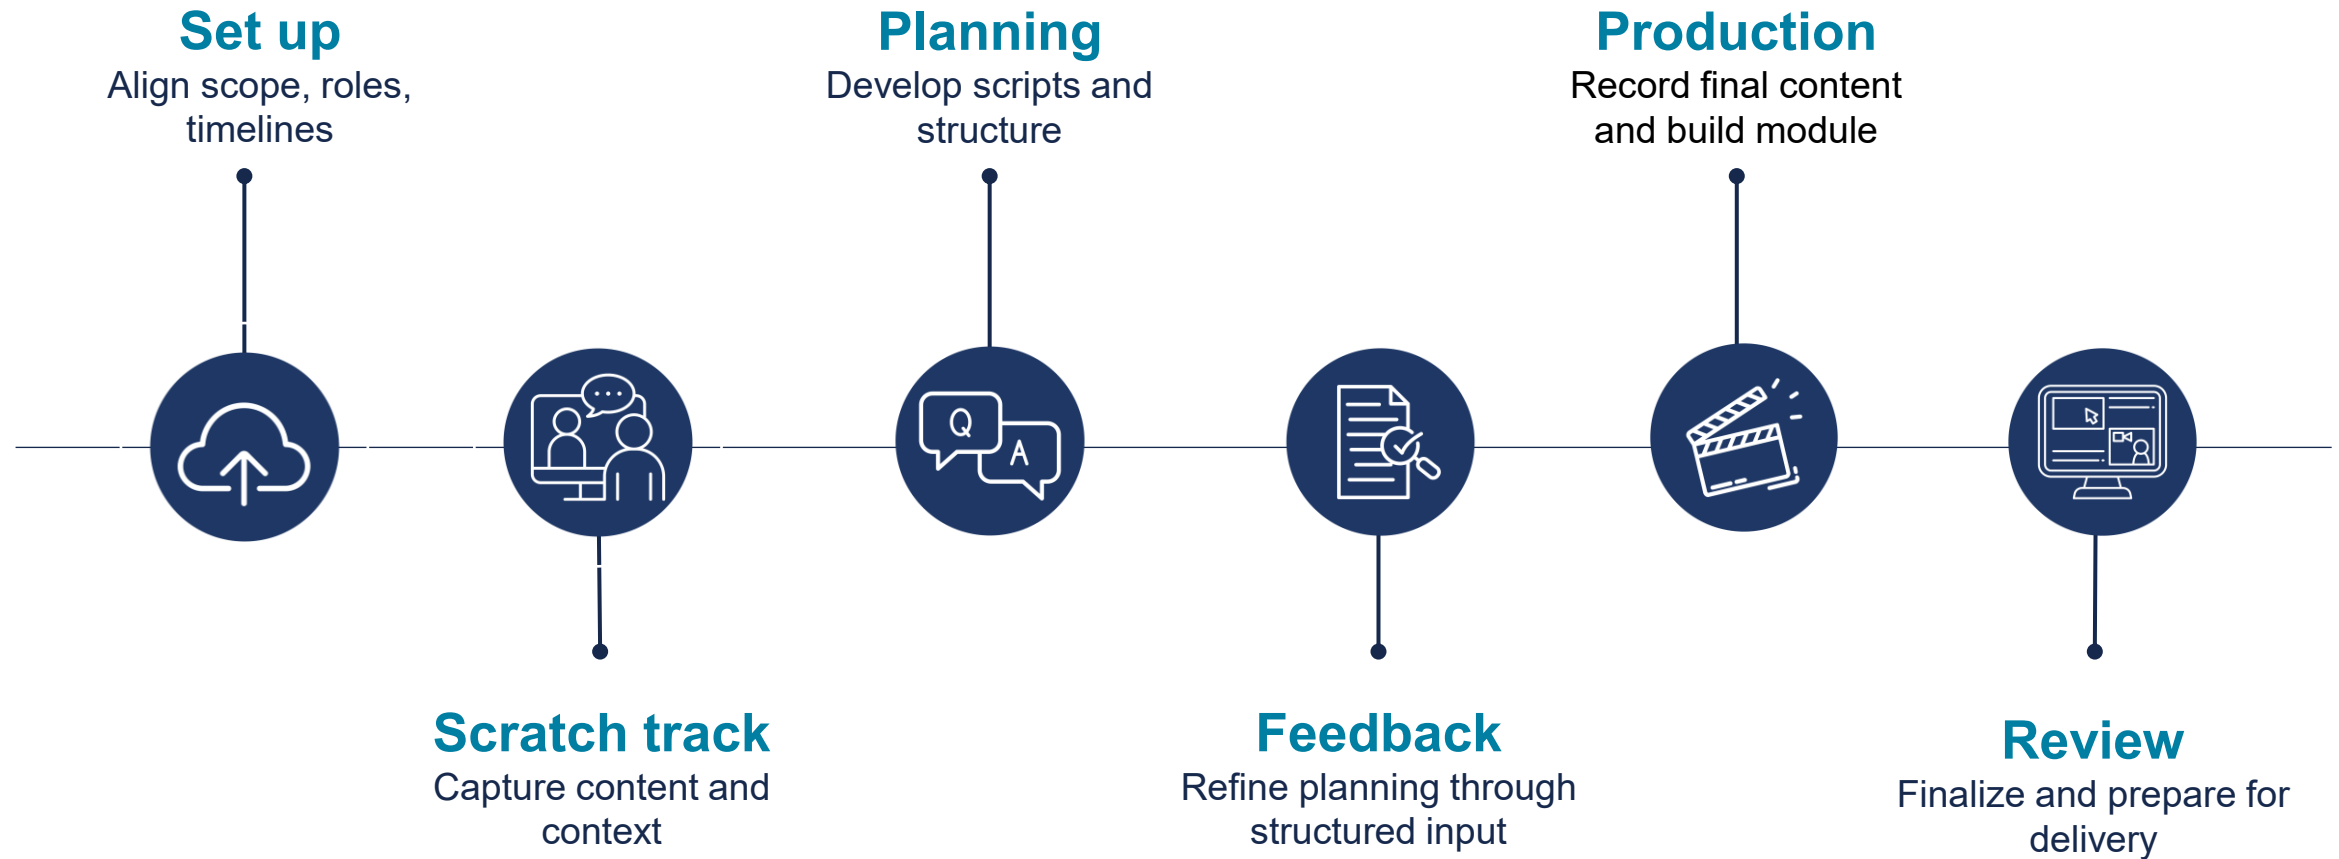 Set up
Align scope, roles,
timelines
Scratch track
Capture content and
context
Planning
Develop scripts and
structure
Q
A
Feedback
Refine planning through
structured input
Production
Record final content
and build module
Review
Finalize and prepare for
delivery